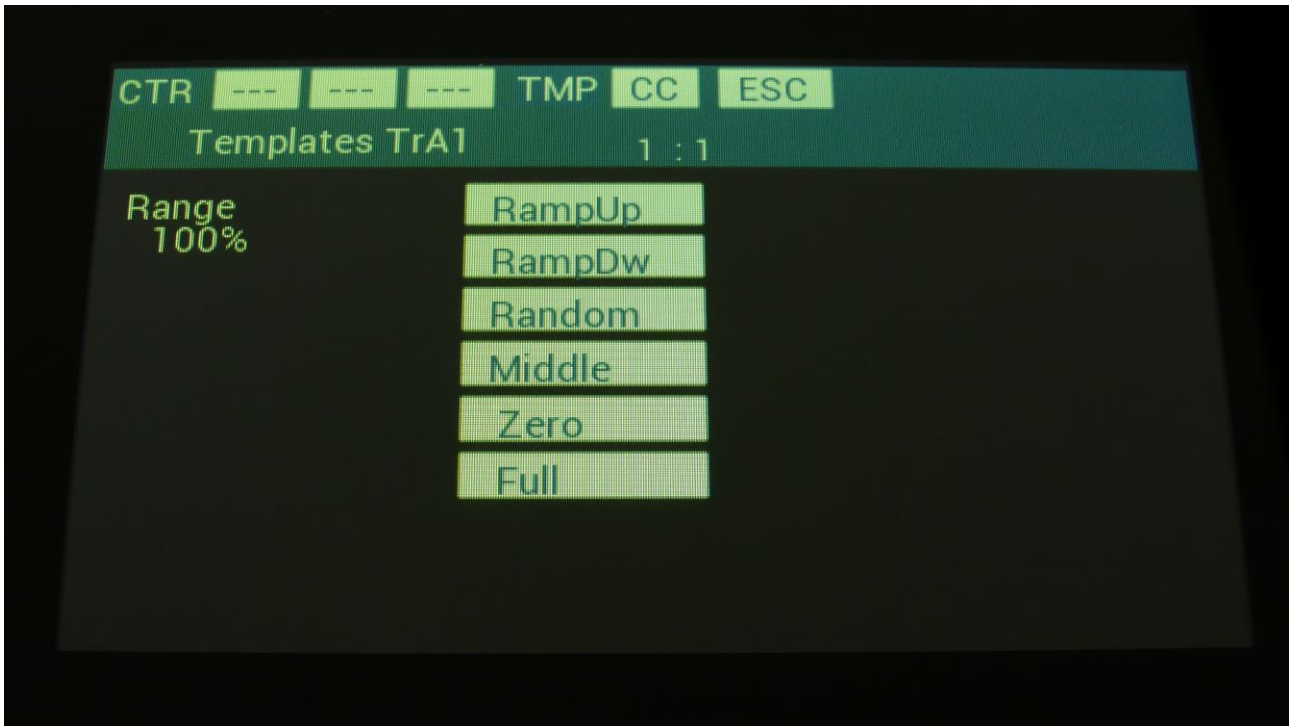 CTR --- --- --- TMP CC ESC
Templates TrA1 1 : 1
Range
100%
RampUp
RampDw
Random
Middle
Zero
Full